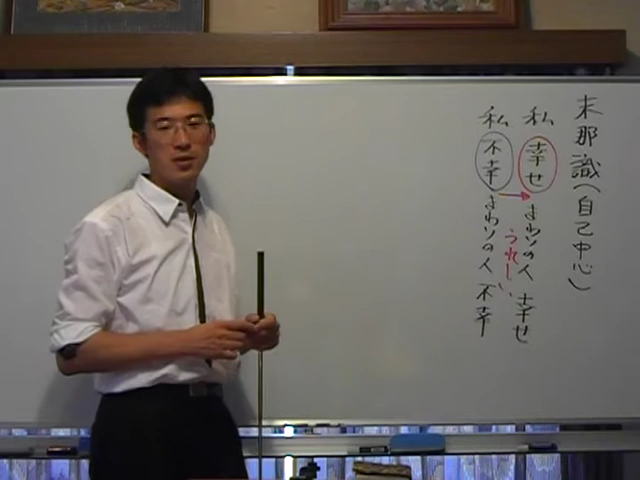 末那識(自己中心)
私 幸せ まわりの人 幸せ
うれしい
私 不幸 まわりの人 不幸